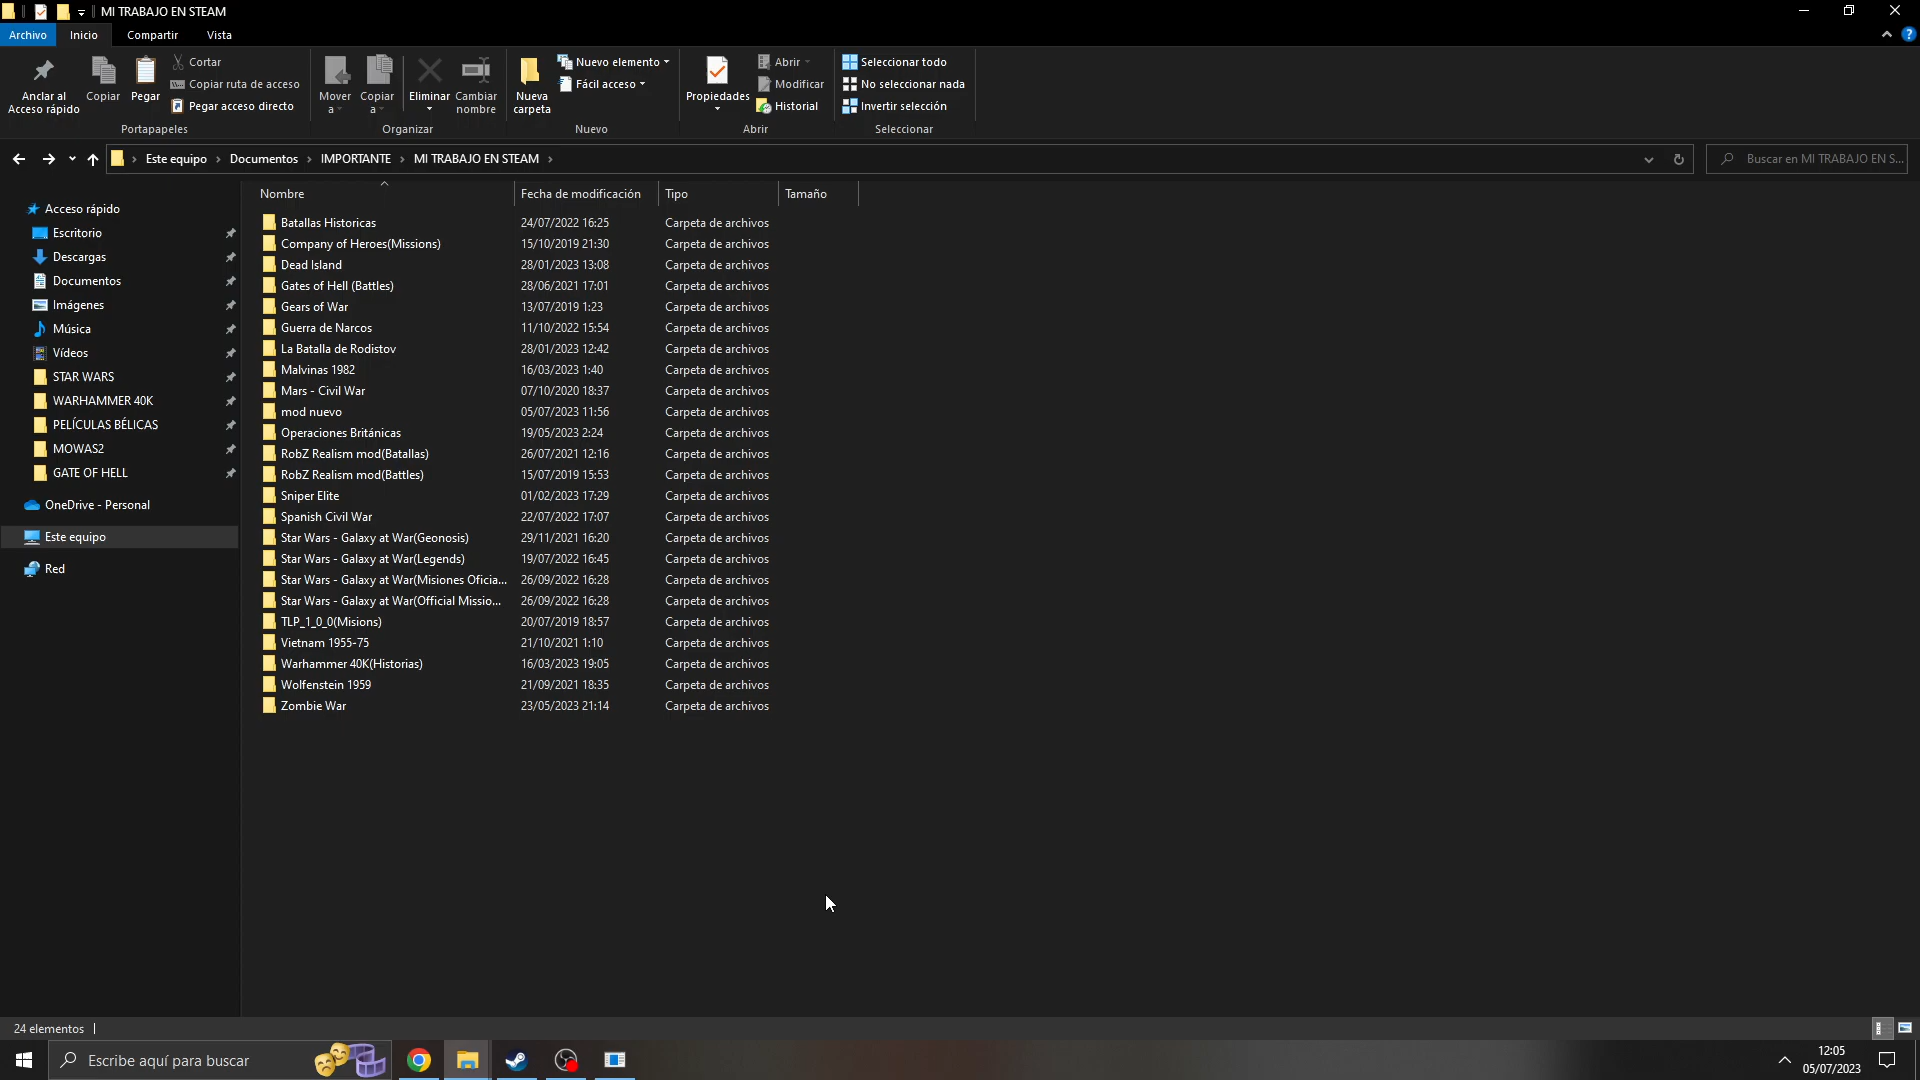 MI TRABAJO EN STEAM
Archivo Inicio Compartir Vista
Anclar al Acceso rápido
Copiar
Pegar
Cortar
Copiar ruta de acceso
Pegar acceso directo
Portapapeles
Mover a
Copiar a
Eliminar
Cambiar nombre
Organizar
Nueva carpeta
Nuevo elemento
Fácil acceso
Nuevo
Propiedades
Abrir
Modificar
Historial
Abrir
Seleccionar todo
No seleccionar nada
Invertir selección
Seleccionar
Este equipo > Documentos > IMPORTANTE > MI TRABAJO EN STEAM >
Buscar en MI TRABAJO EN S...
Acceso rápido
Escritorio
Descargas
Documentos
Imágenes
Música
Vídeos
STAR WARS
WARHAMMER 40K
PELÍCULAS BÉLICAS
MOWAS2
GATE OF HELL
OneDrive - Personal
Este equipo
Red
Nombre Fecha de modificación Tipo Tamaño
Batallas Historicas 24/07/2022 16:25 Carpeta de archivos
Company of Heroes(Missions) 15/10/2019 21:30 Carpeta de archivos
Dead Island 28/01/2023 13:08 Carpeta de archivos
Gates of Hell (Battles) 28/06/2021 17:01 Carpeta de archivos
Gears of War 13/07/2019 1:23 Carpeta de archivos
Guerra de Narcos 11/10/2022 15:54 Carpeta de archivos
La Batalla de Rodistov 28/01/2023 12:42 Carpeta de archivos
Malvinas 1982 16/03/2023 1:40 Carpeta de archivos
Mars - Civil War 07/10/2020 18:37 Carpeta de archivos
mod nuevo 05/07/2023 11:56 Carpeta de archivos
Operaciones Británicas 19/05/2023 2:24 Carpeta de archivos
RobZ Realism mod(Batallas) 26/07/2021 12:16 Carpeta de archivos
RobZ Realism mod(Battles) 15/07/2019 15:53 Carpeta de archivos
Sniper Elite 01/02/2023 17:29 Carpeta de archivos
Spanish Civil War 22/07/2022 17:07 Carpeta de archivos
Star Wars - Galaxy at War(Geonosis) 29/11/2021 16:20 Carpeta de archivos
Star Wars - Galaxy at War(Legends) 19/07/2022 16:45 Carpeta de archivos
Star Wars - Galaxy at War(Misiones Oficia... 26/09/2022 16:28 Carpeta de archivos
Star Wars - Galaxy at War(Official Missio... 26/09/2022 16:28 Carpeta de archivos
TLP_1_0_0(Misions) 20/07/2019 18:57 Carpeta de archivos
Vietnam 1955-75 21/10/2021 1:10 Carpeta de archivos
Warhammer 40K(Historias) 16/03/2023 19:05 Carpeta de archivos
Wolfenstein 1959 21/09/2021 18:35 Carpeta de archivos
Zombie War 23/05/2023 21:14 Carpeta de archivos
24 elementos
Escribe aquí para buscar
12:05
05/07/2023